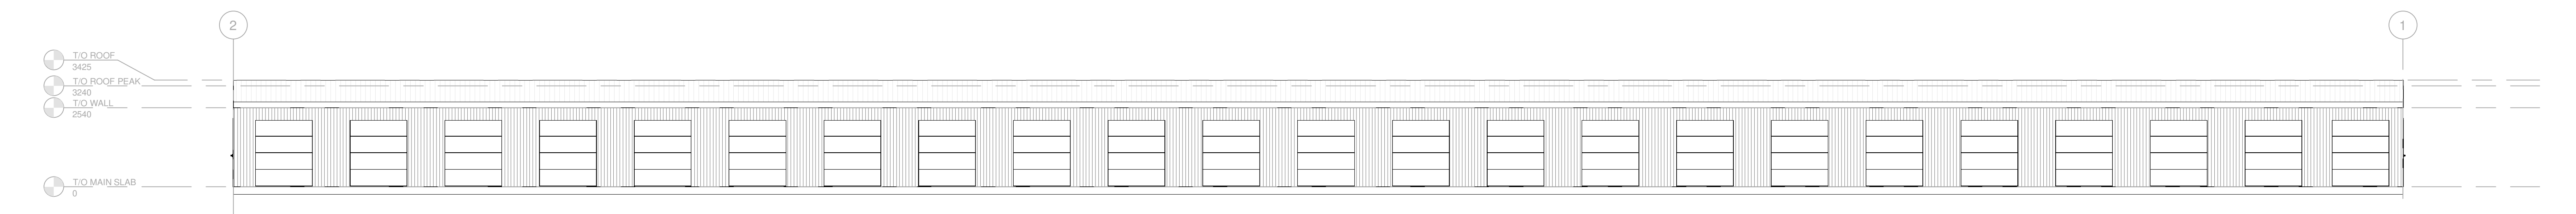 2
1
T/O ROOF
3425
T/O ROOF PEAK
3240
T/O WALL
2540
T/O MAIN SLAB
0